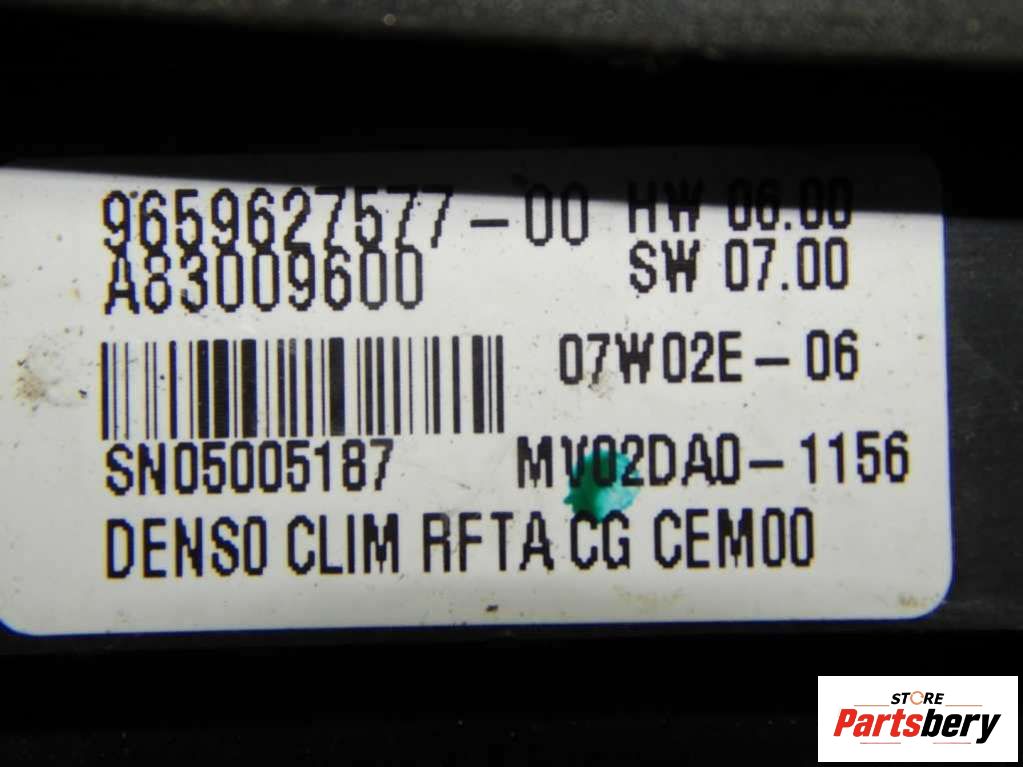 9659627577-00 HW 06.00
A83009600 SW 07.00
07W02E-06
SN05005187 MV02DA0-1156
DENSO CLIM RFTA CG CEM00
STORE
Partsbery